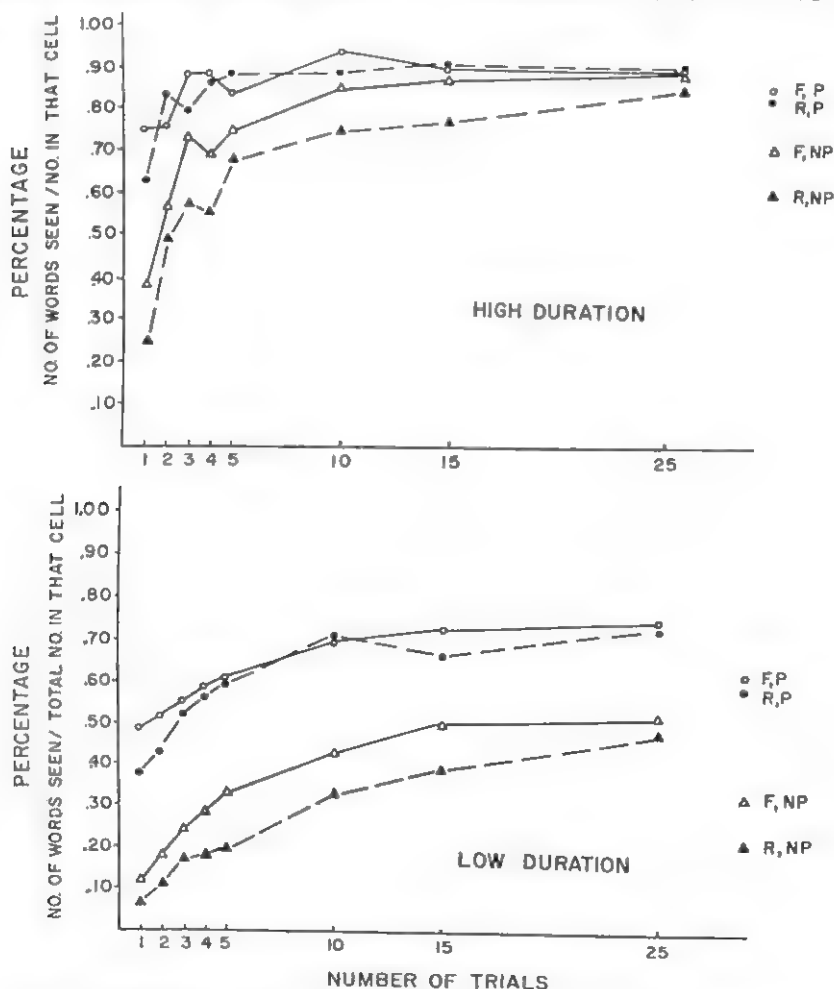 PERCENTAGE
NO. OF WORDS SEEN / NO. IN THAT CELL
1.00
.90
.80
.70
.60
.50
.40
.30
.20
.10
1 2 3 4 5 10 15 25
HIGH DURATION
F, P
R, P
F, NP
R, NP
PERCENTAGE
NO. OF WORDS SEEN / TOTAL NO. IN THAT CELL
1.00
.90
.80
.70
.60
.50
.40
.30
.20
.10
1 2 3 4 5 10 15 25
LOW DURATION
F, P
R, P
F, NP
R, NP
NUMBER OF TRIALS